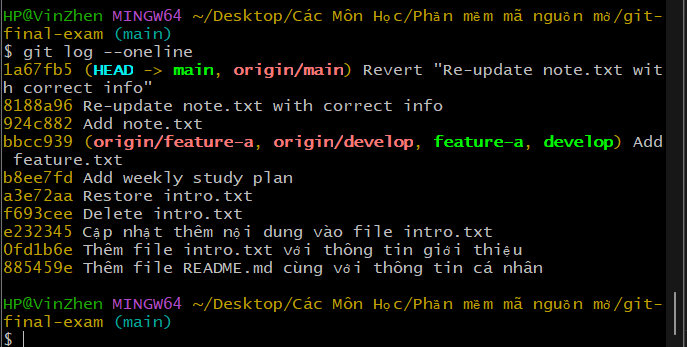 HP@VinZhen MINGW64 ~/Desktop/Các Môn Học/Phần mềm mã nguồn mở/git-
final-exam (main)
$ git log --oneline
1a67fb5 (HEAD -> main, origin/main) Revert "Re-update note.txt wit
h correct info"
8188a96 Re-update note.txt with correct info
924c882 Add note.txt
bbcc939 (origin/feature-a, origin/develop, feature-a, develop) Add
 feature.txt
b8ee7fd Add weekly study plan
a3e72aa Restore intro.txt
f693cee Delete intro.txt
e232345 Cập nhật thêm nội dung vào file intro.txt
0fd1b6e Thêm file intro.txt với thông tin giới thiệu
885459e Thêm file README.md cùng với thông tin cá nhân
HP@VinZhen MINGW64 ~/Desktop/Các Môn Học/Phần mềm mã nguồn mở/git-
final-exam (main)
$